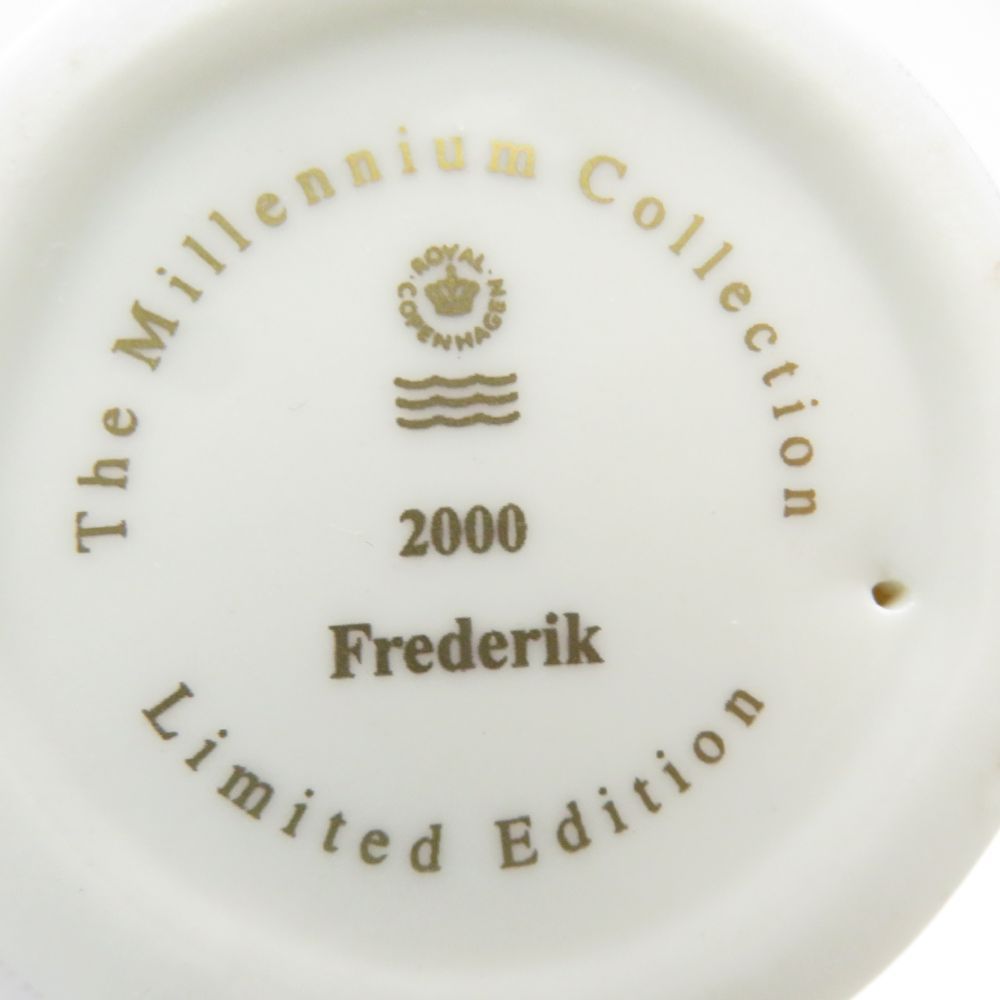 The Millennium Collection
ROYAL COPENHAGEN
2000
Frederik
Limited Edition